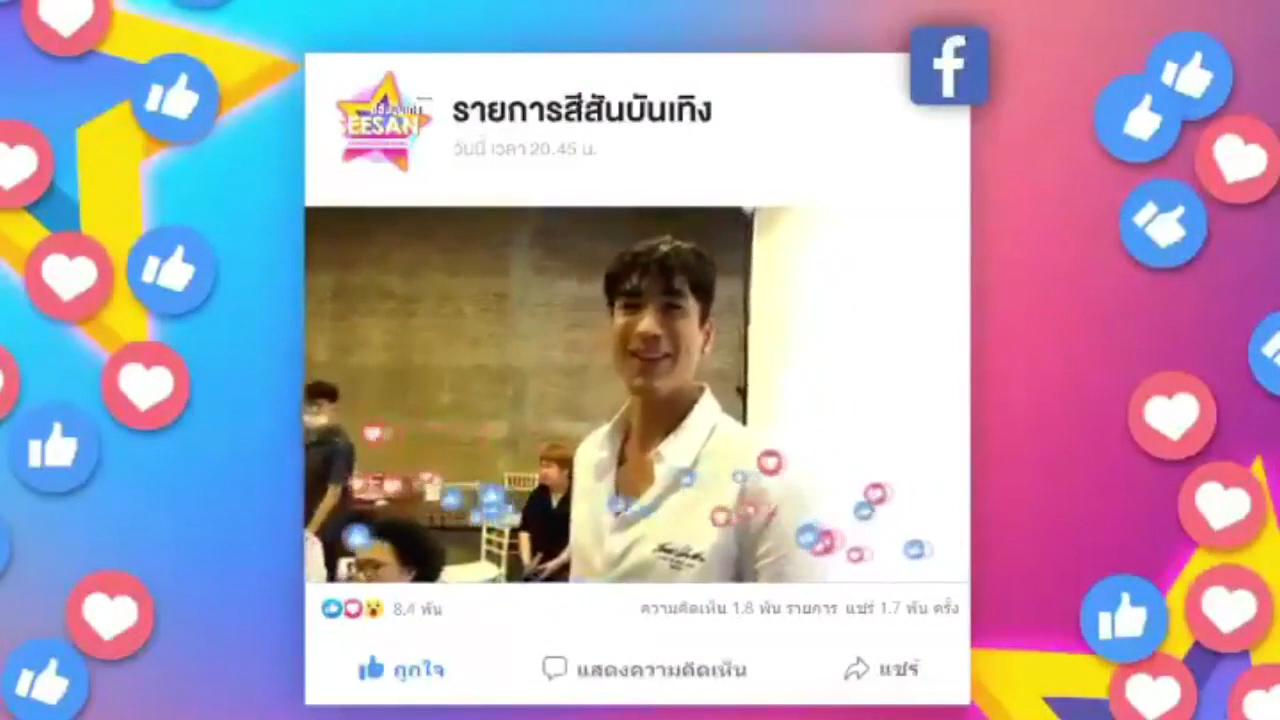 EESAN
รายการสีสันบันเทิง
วันนี้ เวลา 20.45 น.
8.4 พัน
ความคิดเห็น 1.8 พัน รายการ แชร์ 1.7 พัน ครั้ง
ถูกใจ
แสดงความคิดเห็น
แชร์